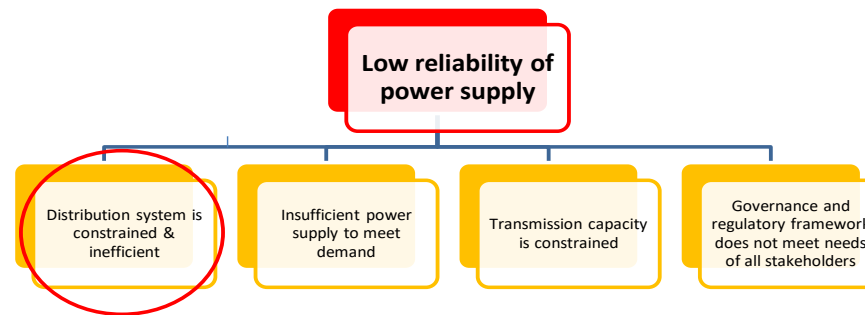 Low reliability of
power supply
Distribution system is
constrained &
inefficient
Insufficient power
supply to meet
demand
Transmission capacity
is constrained
Governance and
regulatory framework
does not meet needs
of all stakeholders